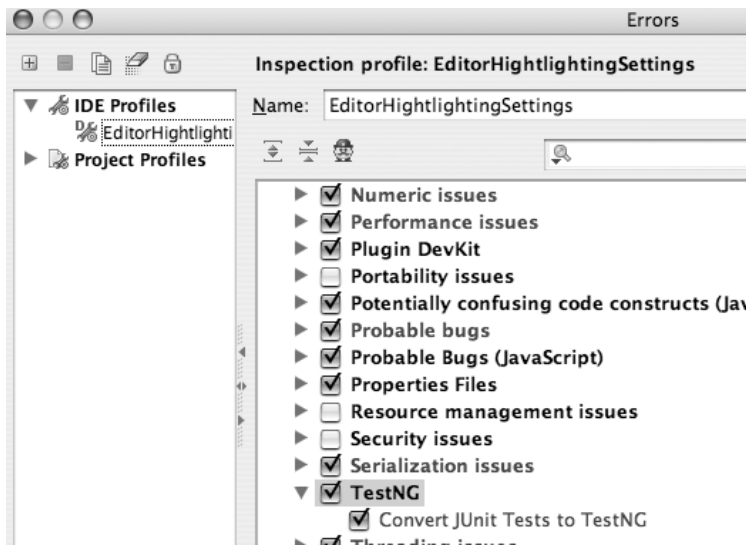 Errors
Inspection profile: EditorHightlightingSettings
Name: EditorHightlightingSettings
IDE Profiles
EditorHightlighti
Project Profiles
Numeric issues
Performance issues
Plugin DevKit
Portability issues
Potentially confusing code constructs (Jav
Probable bugs
Probable Bugs (JavaScript)
Properties Files
Resource management issues
Security issues
Serialization issues
TestNG
Convert JUnit Tests to TestNG
Threading issues